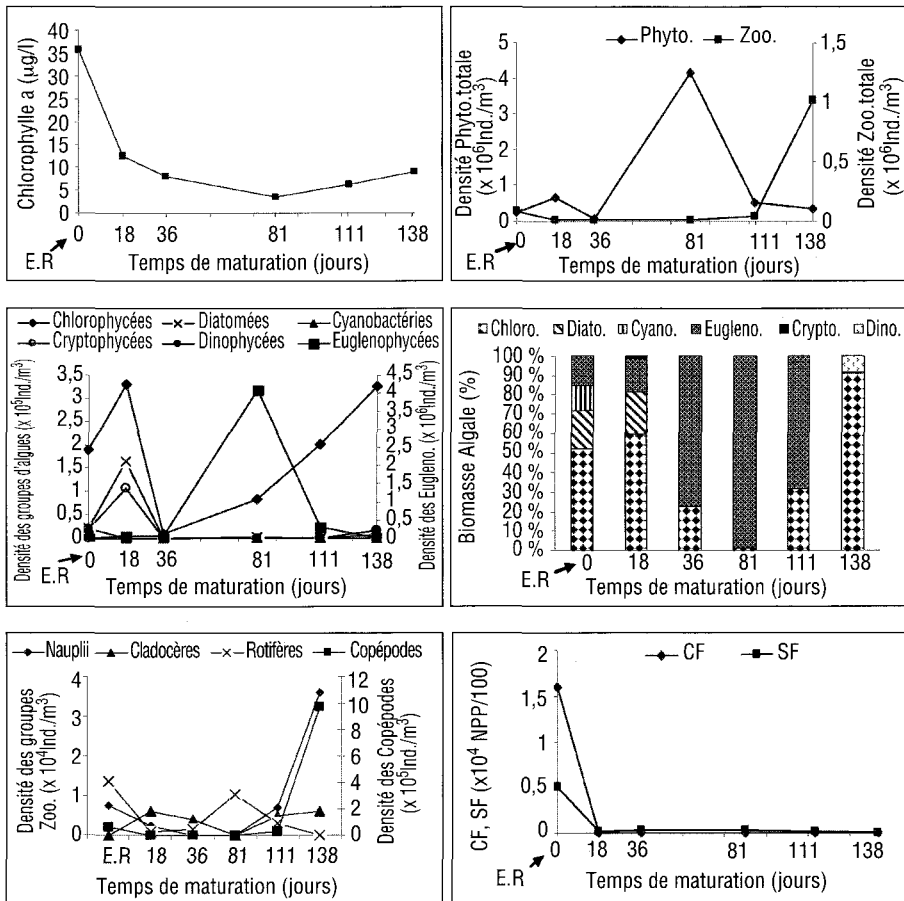 Chlorophylle a (µg/l)
40
35
30
25
20
15
10
5
0
0 18 36 81 111 138
E.R
Temps de maturation (jours)
Phyto. Zoo.
Densité Phyto.totale
(x 10⁶Ind./m³)
5
4
3
2
1
0
1,5
1
0,5
0
Densité Zoo.totale
(x 10⁶Ind./m³)
0 18 36 81 111 138
E.R
Temps de maturation (jours)
Chlorophycées Diatomées Cyanobactéries
Cryptophycées Dinophycées Euglenophycées
Densité des groupes d'algues (x 10⁵Ind./m³)
3,5
3
2,5
2
1,5
1
0,5
0
4,5
4
3,5
3
2,5
2
1,5
1
0,5
0
Densité des Eugleno. (x 10⁶Ind./m³)
0 18 36 81 111 138
E.R
Temps de maturation (jours)
Chloro. Diato. Cyano. Eugleno. Crypto. Dino.
Biomasse Algale (%)
100 %
90 %
80 %
70 %
60 %
50 %
40 %
30 %
20 %
10 %
0 %
0 18 36 81 111 138
E.R
Temps de maturation (jours)
Nauplii Cladocères Rotifères Copépodes
Densité des groupes
Zoo. (x 10⁴Ind./m³)
4
3
2
1
0
12
10
8
6
4
2
0
Densité des Copépodes
(x 10⁵Ind./m³)
E.R 18 36 81 111 138
Temps de maturation (jours)
CF SF
CF, SF (x10⁴ NPP/100)
2
1,5
1
0,5
0
0 18 36 81 111 138
E.R
Temps de maturation (jours)